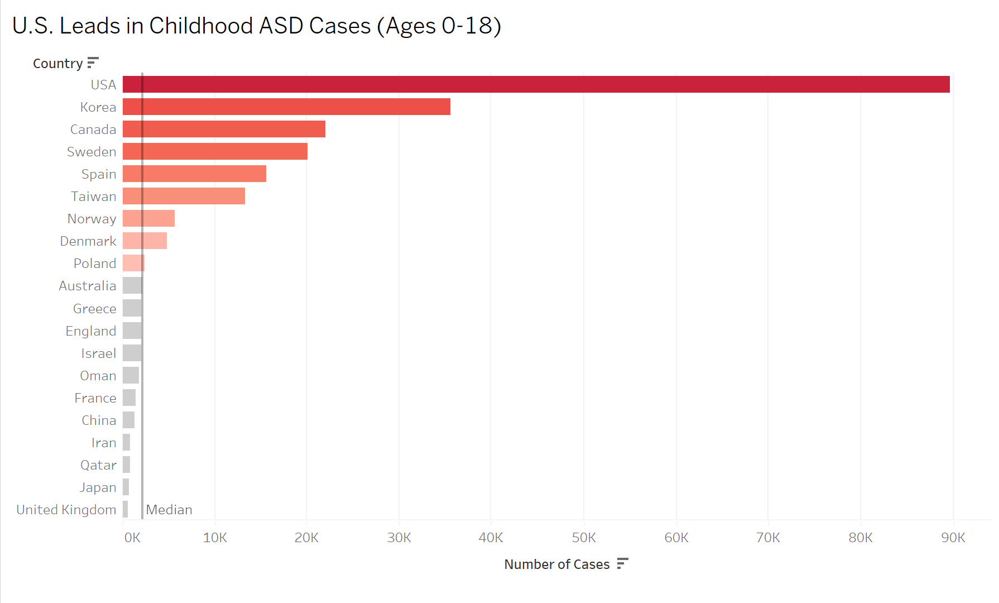 U.S. Leads in Childhood ASD Cases (Ages 0-18)
Country
USA
Korea
Canada
Sweden
Spain
Taiwan
Norway
Denmark
Poland
Australia
Greece
England
Israel
Oman
France
China
Iran
Qatar
Japan
United Kingdom Median
0K 10K 20K 30K 40K 50K 60K 70K 80K 90K
Number of Cases